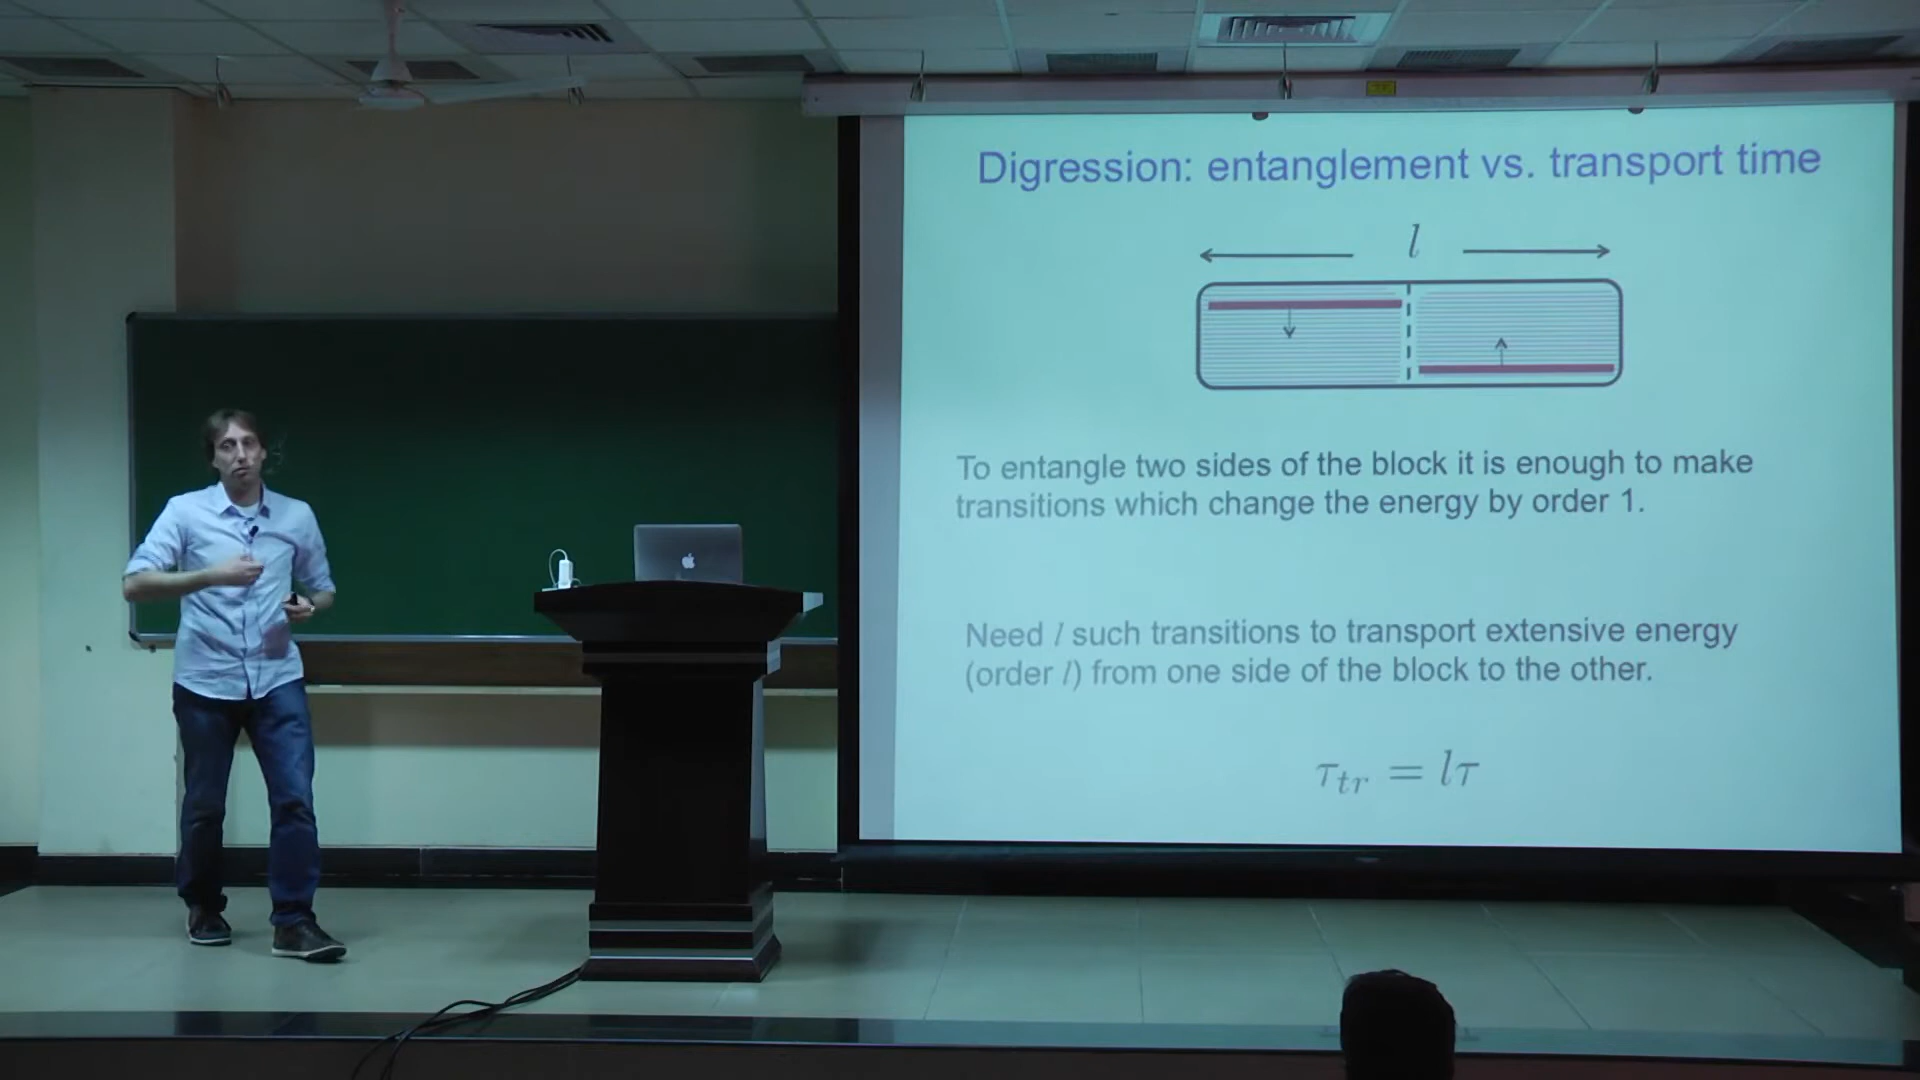 Digression: entanglement vs. transport time
l
To entangle two sides of the block it is enough to make
transitions which change the energy by order 1.
Need l such transitions to transport extensive energy
(order l) from one side of the block to the other.
τ_tr = lτ